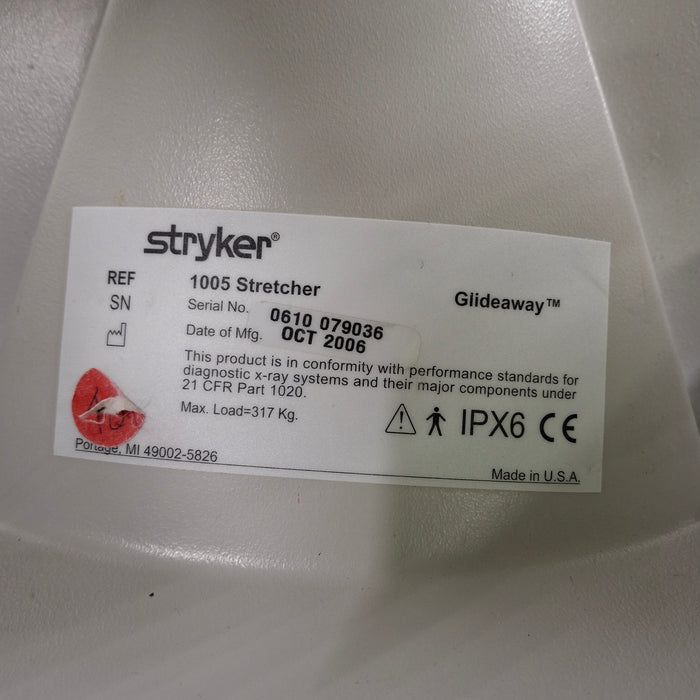 stryker®
REF 1005 Stretcher Glideaway™
SN Serial No. 0610 079036
Date of Mfg. OCT 2006
This product is in conformity with performance standards for
diagnostic x-ray systems and their major components under
21 CFR Part 1020.
Max. Load=317 Kg.
IPX6 CE
Portage, MI 49002-5826
Made in U.S.A.